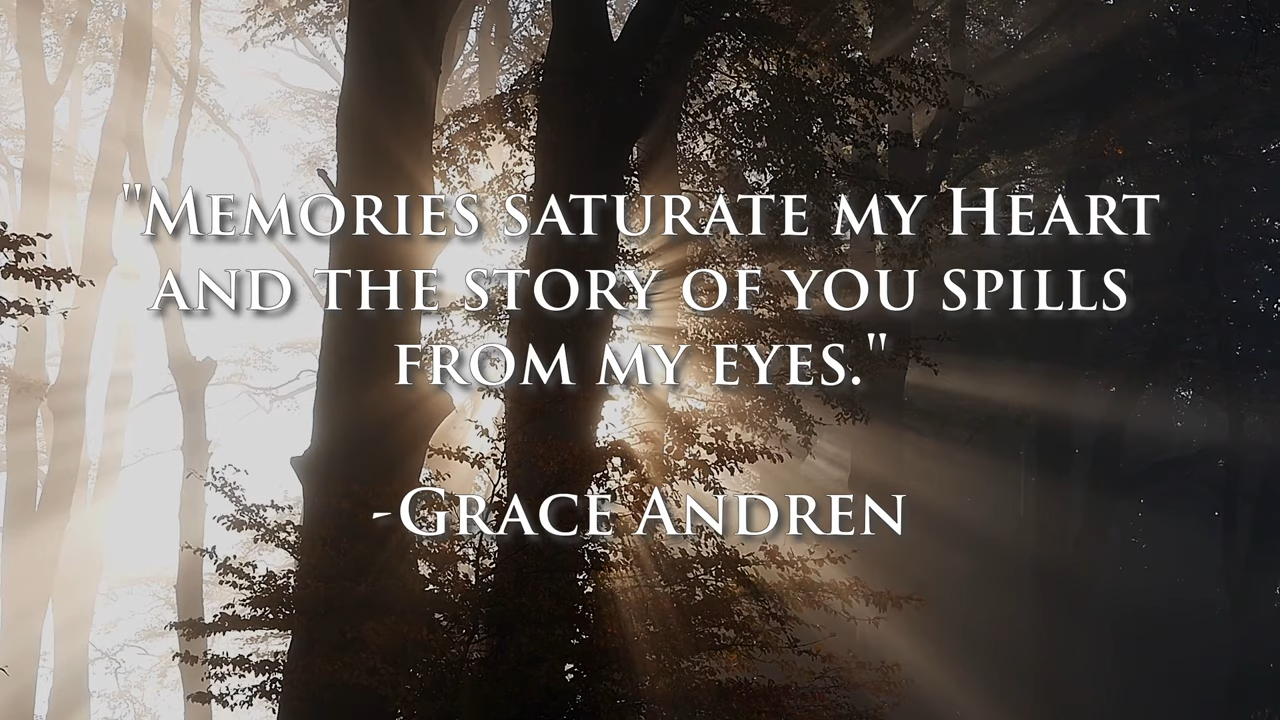 "Memories saturate my Heart
and the story of you spills
from my eyes."
-Grace Andren